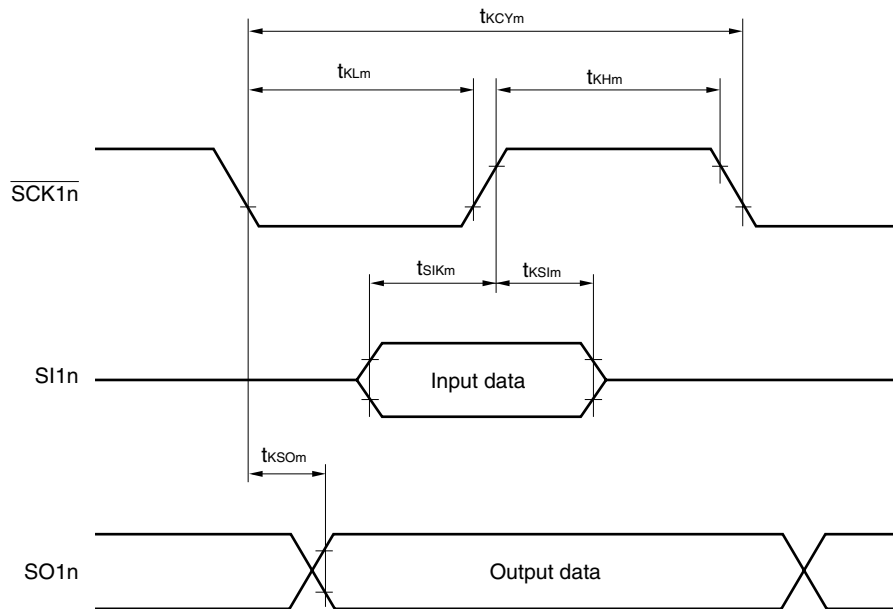 tKCYm
tKLm
tKHm
SCK1n
tSIKm
tKSIm
SI1n
Input data
tKSOm
SO1n
Output data